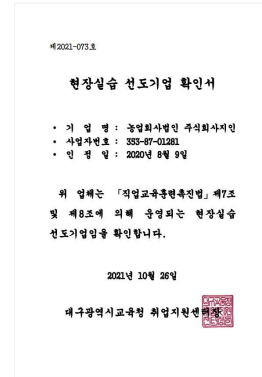 제2021-073호
현장실습 선도기업 확인서
• 기 업 명 : 농업회사법인 주식회사지인
• 사업자번호 : 353-87-01281
• 인 정 일 : 2020년 8월 9일
위 업체는 「직업교육훈련촉진법」제7조
및 제8조에 의해 운영되는 현장실습
선도기업임을 확인합니다.
2021년 10월 26일
대구광역시교육청 취업지원센터장